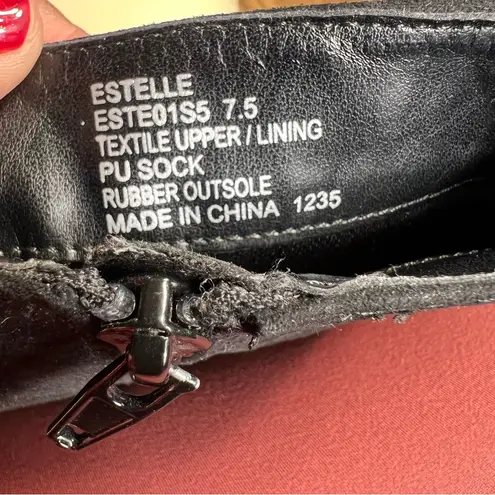 ESTELLE
ESTE01S5 7.5
TEXTILE UPPER / LINING
PU SOCK
RUBBER OUTSOLE
MADE IN CHINA 1235